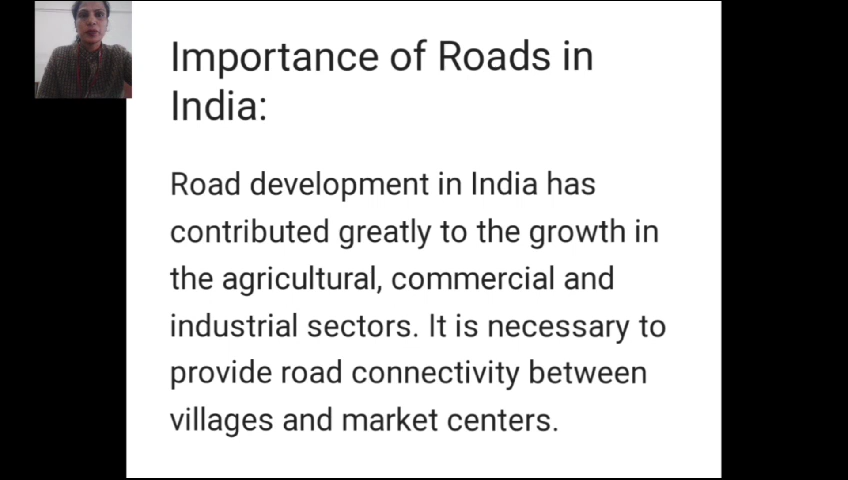 Importance of Roads in
India:
Road development in India has
contributed greatly to the growth in
the agricultural, commercial and
industrial sectors. It is necessary to
provide road connectivity between
villages and market centers.